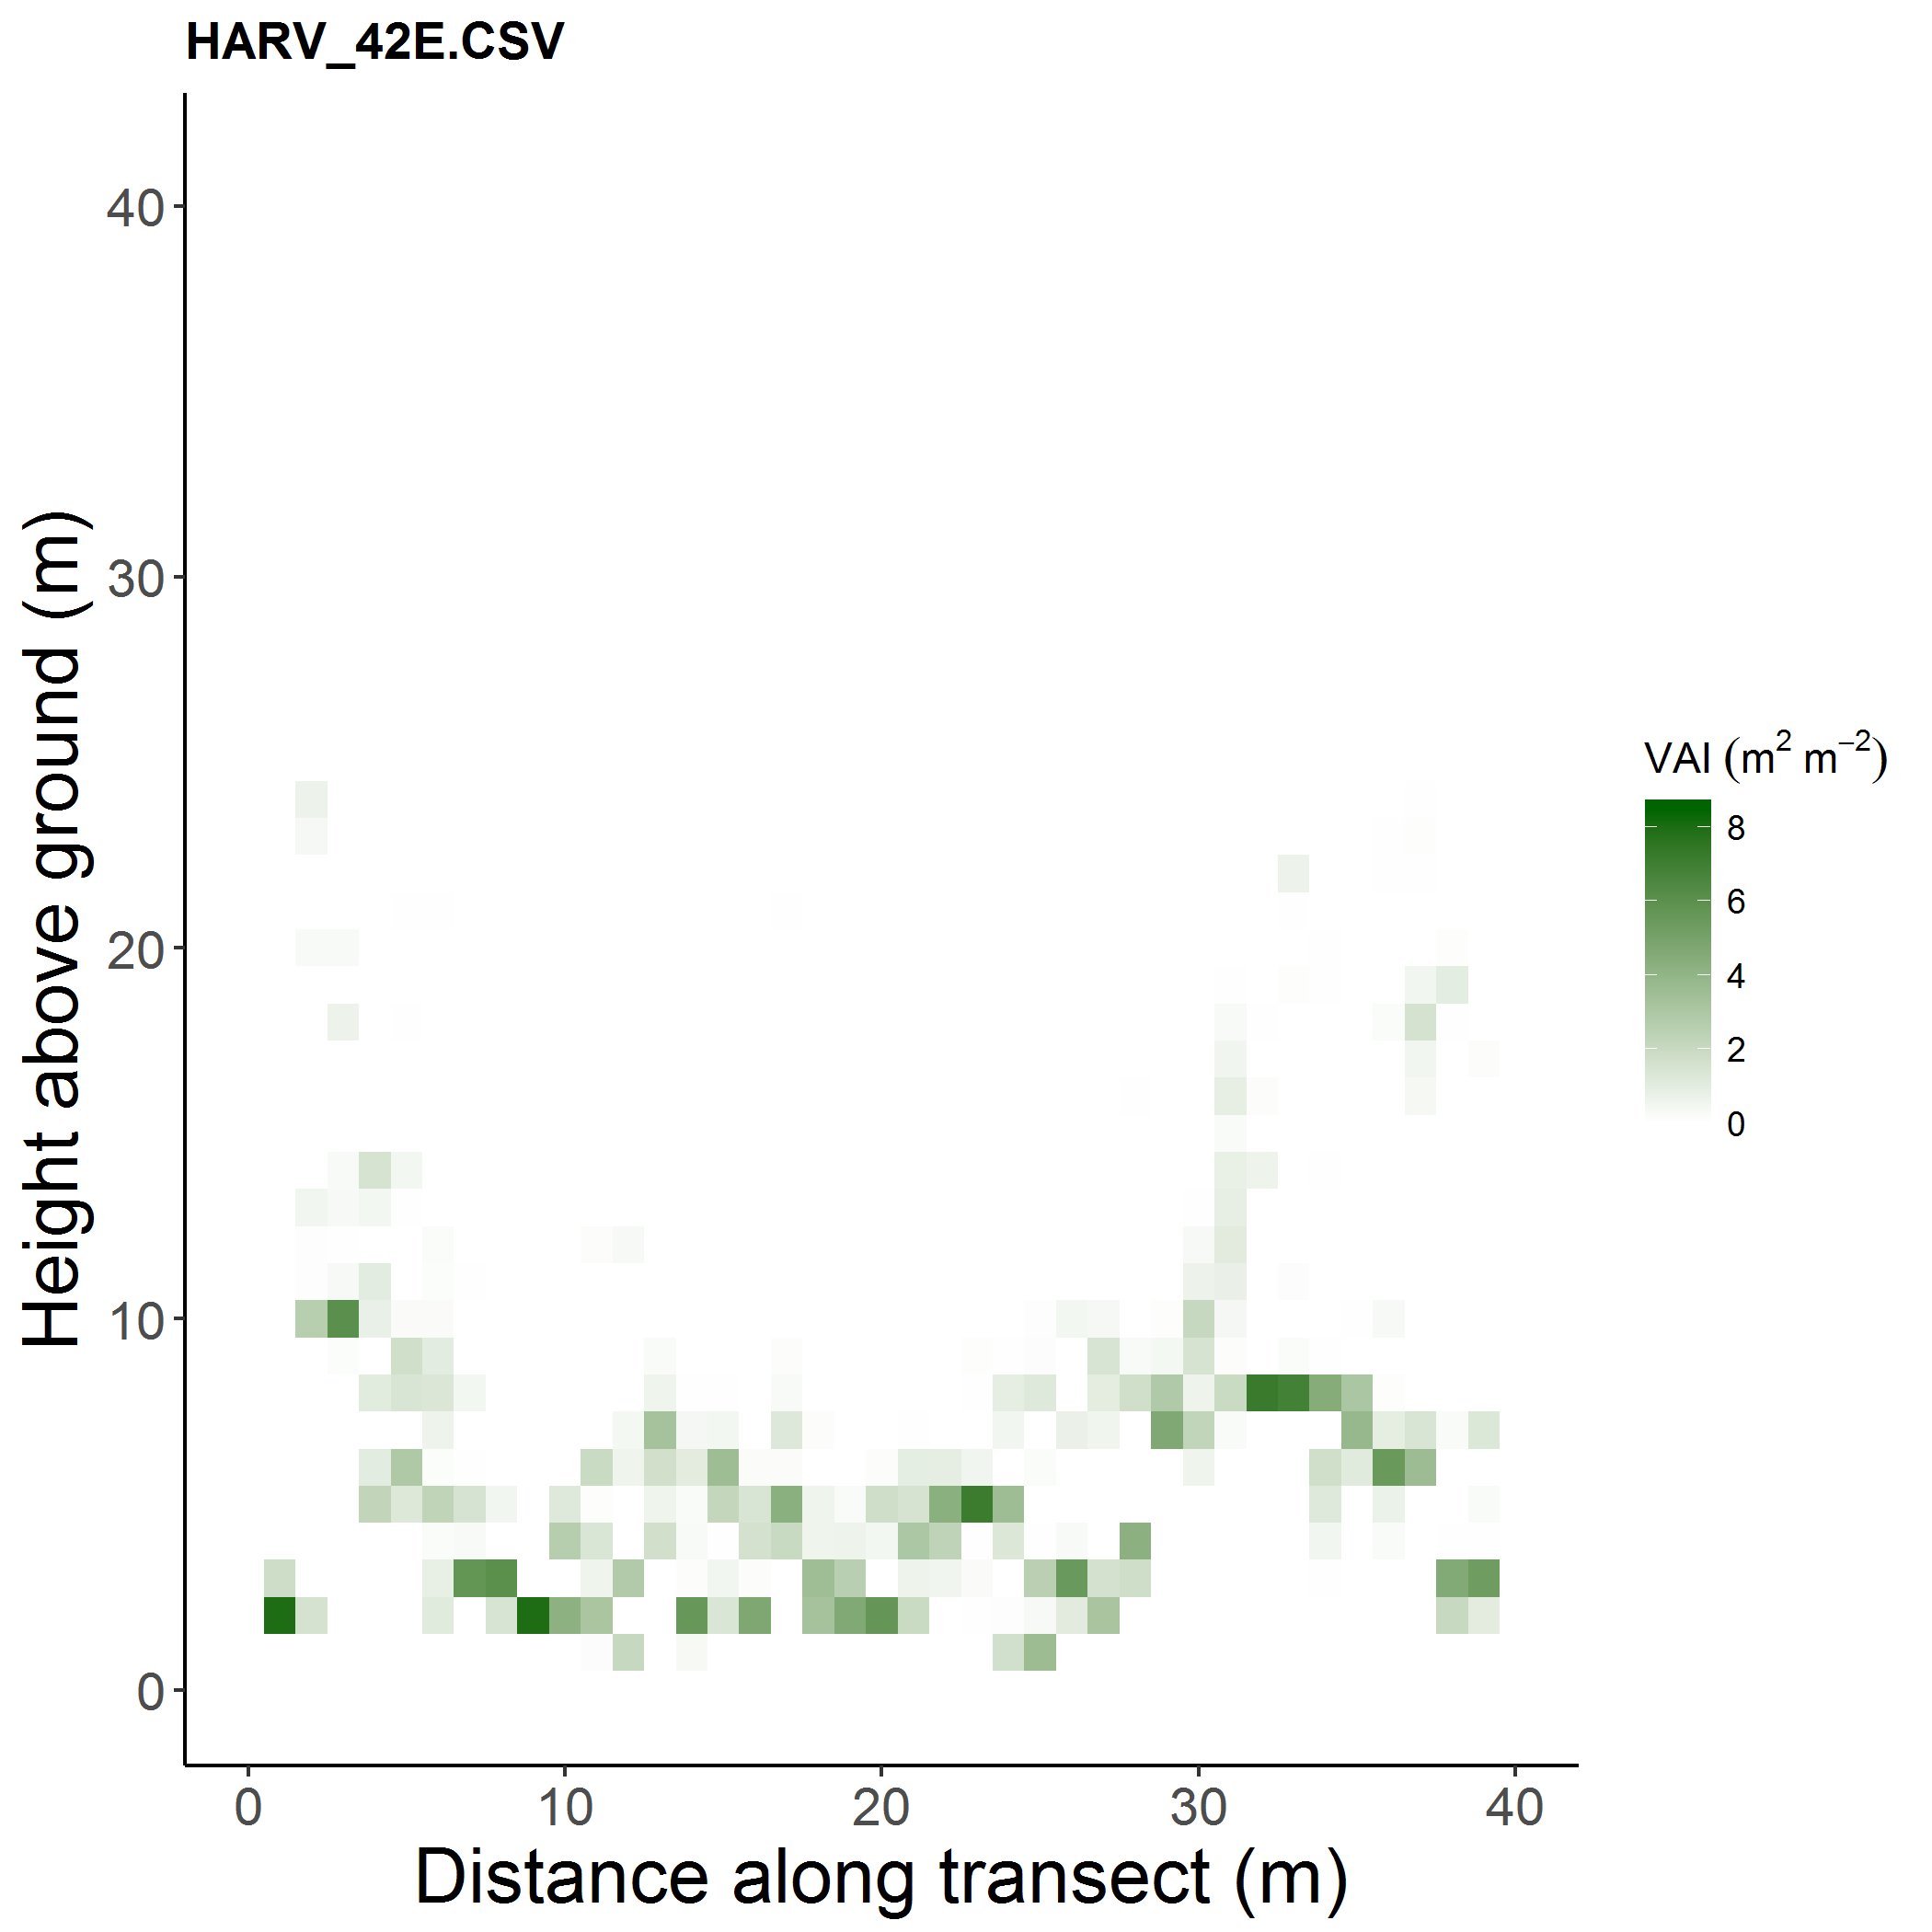 HARV_42E.CSV
Height above ground (m)
40
30
20
10
0
0 10 20 30 40
Distance along transect (m)
VAI (m² m⁻²)
8
6
4
2
0